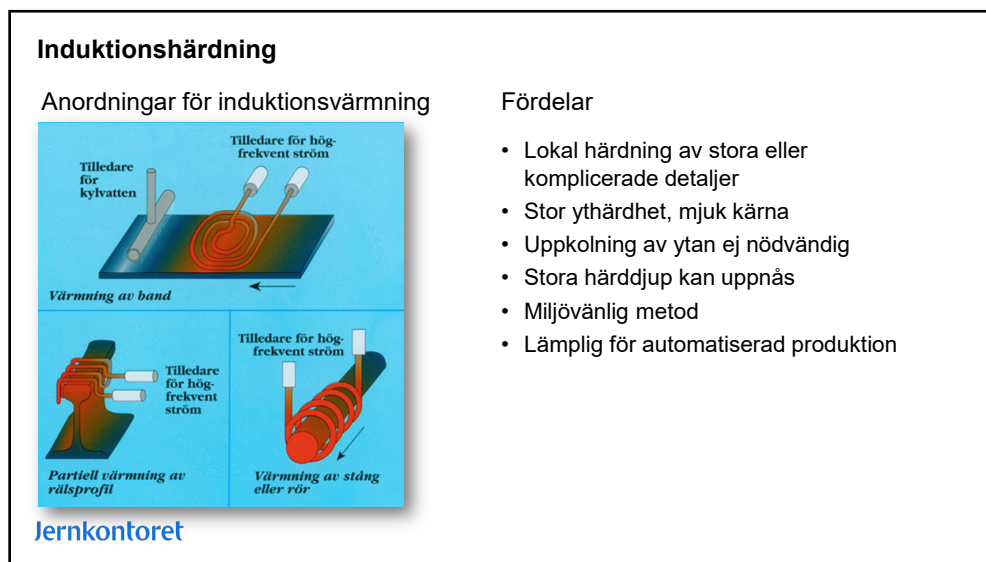 Induktionshärdning
Anordningar för induktionsvärmning
Tilledare för hög-
frekvent ström
Tilledare
för
kylvatten
Värmning av band
Tilledare
för hög-
frekvent
ström
Partiell värmning av
rälsprofil
Tilledare för hög-
frekvent ström
Värmning av stång
eller rör
Fördelar
• Lokal härdning av stora eller
komplicerade detaljer
• Stor ythärdhet, mjuk kärna
• Uppkolning av ytan ej nödvändig
• Stora härddjup kan uppnås
• Miljövänlig metod
• Lämplig för automatiserad produktion
Jernkontoret